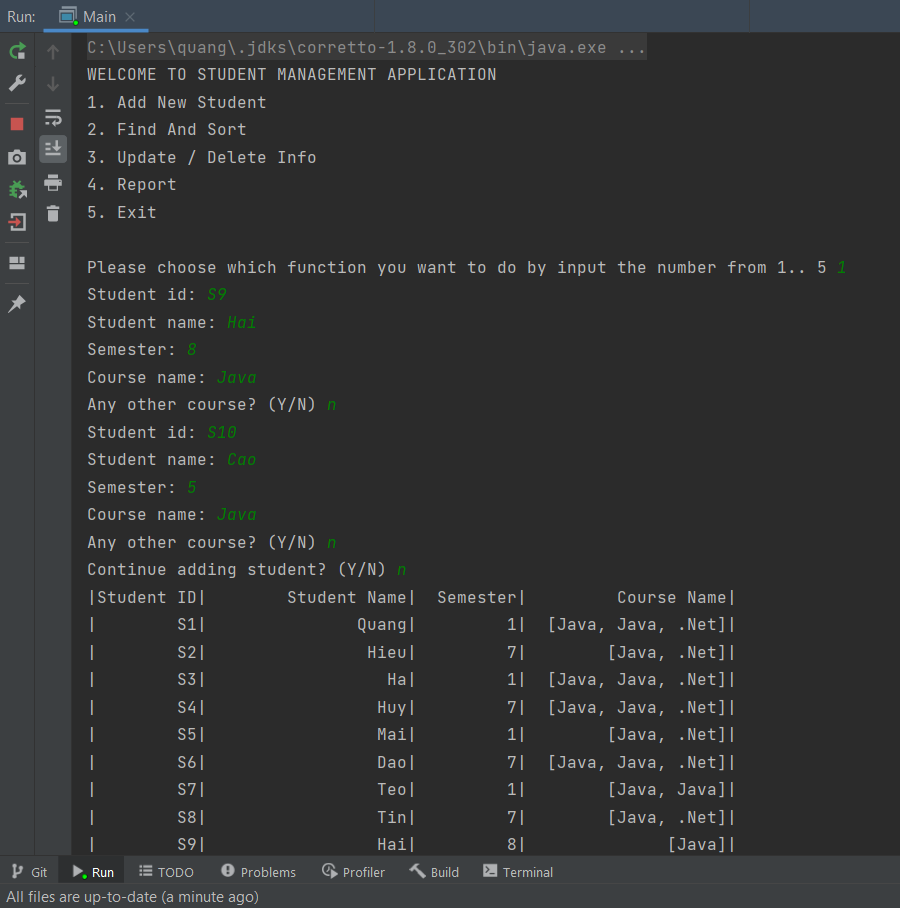 Run: Main
C:\Users\quang\.jdks\corretto-1.8.0_302\bin\java.exe ...
WELCOME TO STUDENT MANAGEMENT APPLICATION
1. Add New Student
2. Find And Sort
3. Update / Delete Info
4. Report
5. Exit
Please choose which function you want to do by input the number from 1.. 5 1
Student id: S9
Student name: Hai
Semester: 8
Course name: Java
Any other course? (Y/N) n
Student id: S10
Student name: Cao
Semester: 5
Course name: Java
Any other course? (Y/N) n
Continue adding student? (Y/N) n
|Student ID|        Student Name|  Semester|         Course Name|
|        S1|               Quang|         1|  [Java, Java, .Net]|
|        S2|                Hieu|         7|        [Java, .Net]|
|        S3|                  Ha|         1|  [Java, Java, .Net]|
|        S4|                 Huy|         7|  [Java, Java, .Net]|
|        S5|                 Mai|         1|        [Java, .Net]|
|        S6|                 Dao|         7|  [Java, Java, .Net]|
|        S7|                 Teo|         1|        [Java, Java]|
|        S8|                 Tin|         7|        [Java, .Net]|
|        S9|                 Hai|         8|              [Java]|
Git Run TODO Problems Profiler Build Terminal
All files are up-to-date (a minute ago)